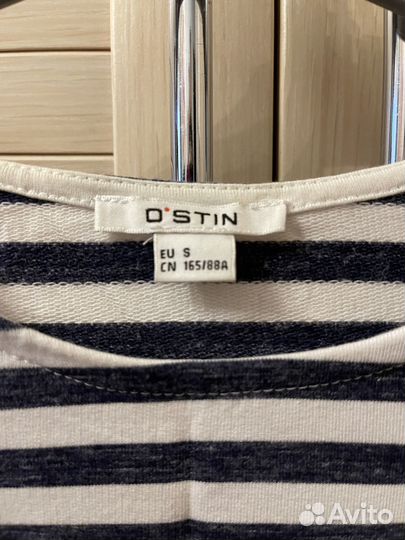 O'STIN
EU S
CN 165/88A
Avito